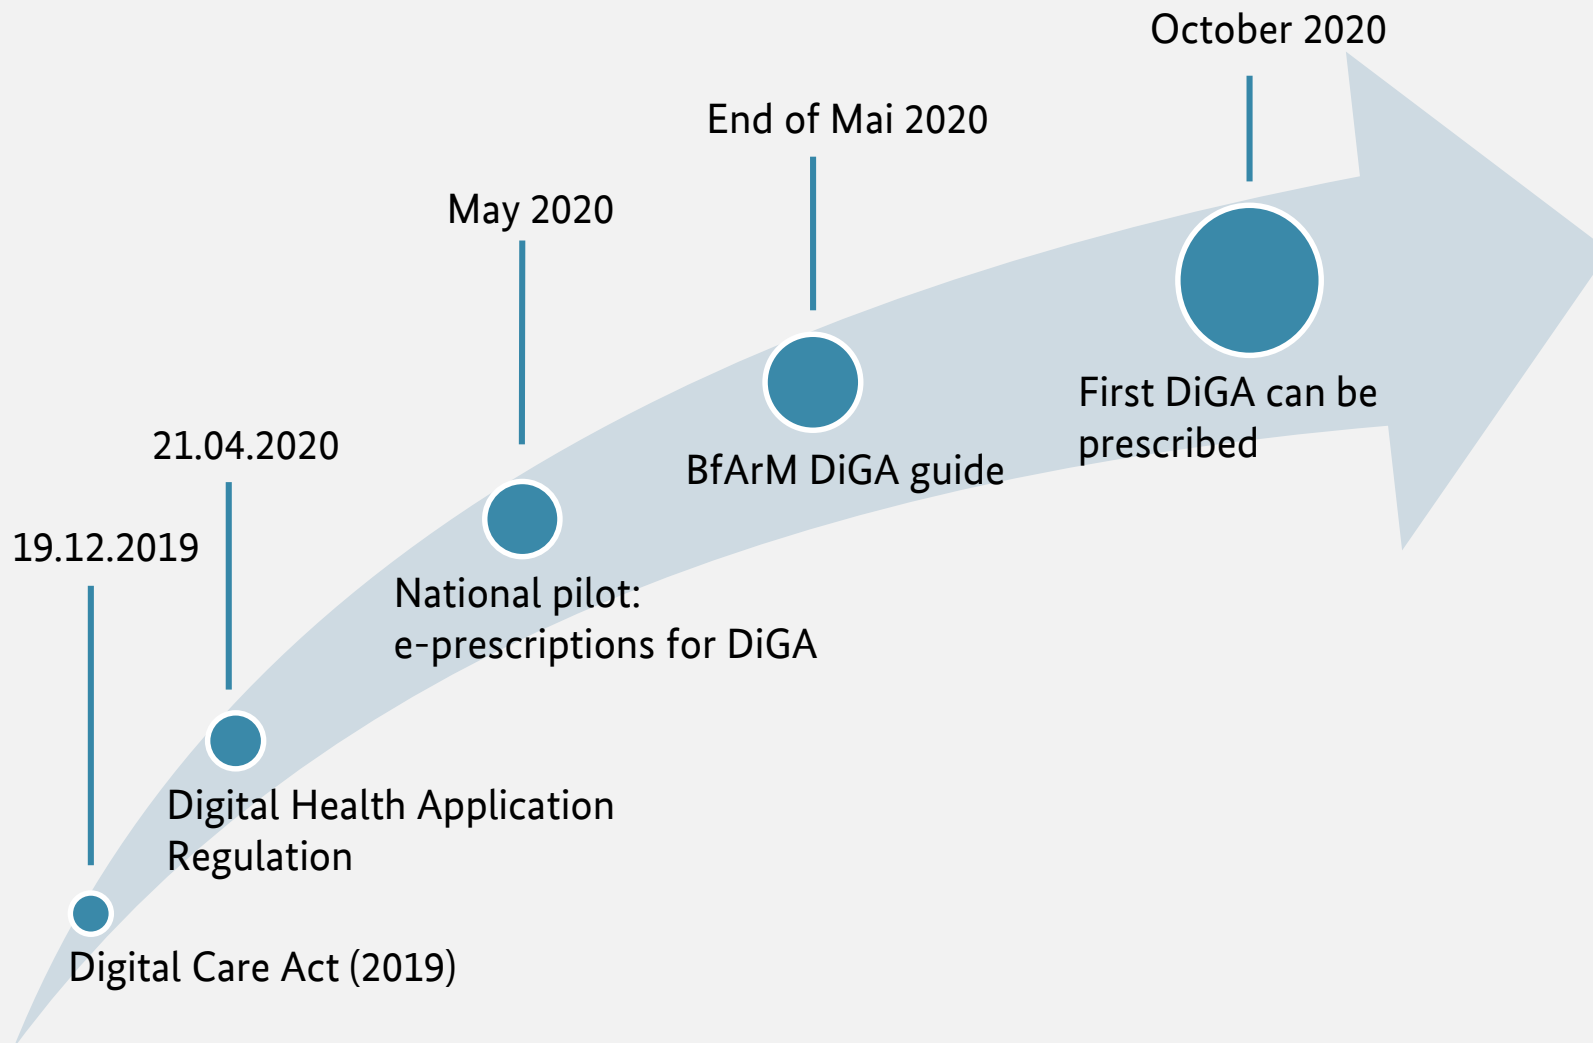 19.12.2019
Digital Care Act (2019)
21.04.2020
Digital Health Application
Regulation
May 2020
National pilot:
e-prescriptions for DiGA
End of Mai 2020
BfArM DiGA guide
October 2020
First DiGA can be
prescribed